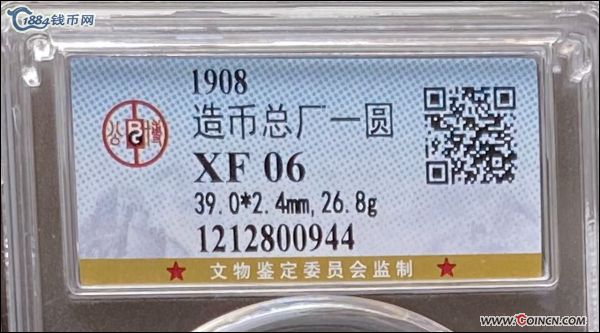 1884钱币网
1908
造币总厂一圆
XF 06
39.0*2.4mm,26.8g
1212800944
文物鉴定委员会监制
www.COINCN.COM